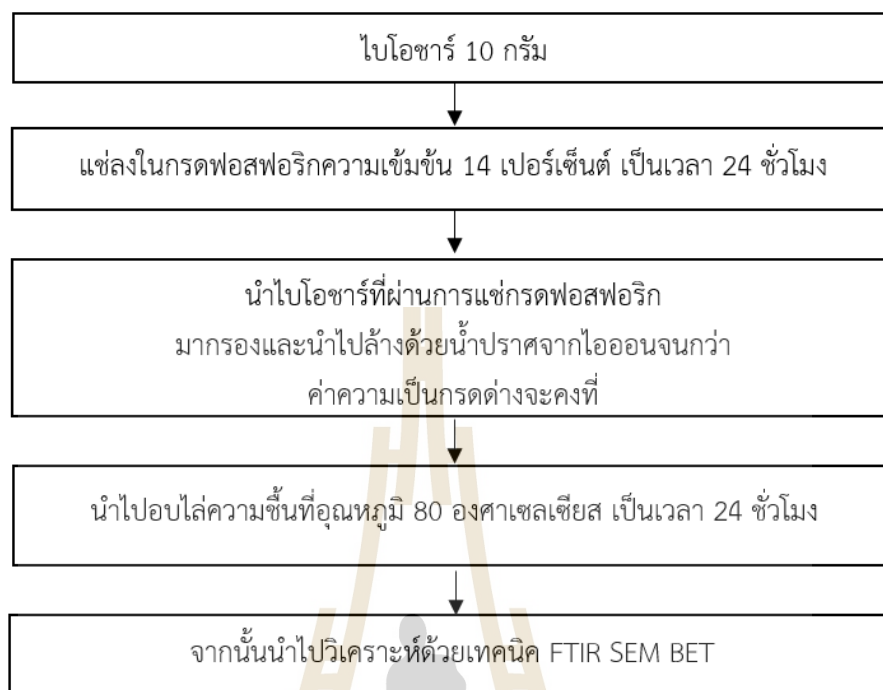 ไบโอชาร์ 10 กรัม
แช่ลงในกรดฟอสฟอริกความเข้มข้น 14 เปอร์เซ็นต์ เป็นเวลา 24 ชั่วโมง
นำไบโอชาร์ที่ผ่านการแช่กรดฟอสฟอริก
มากรองและนำไปล้างด้วยน้ำปราศจากไอออนจนกว่า
ค่าความเป็นกรดด่างจะคงที่
นำไปอบไล่ความชื้นที่อุณหภูมิ 80 องศาเซลเซียส เป็นเวลา 24 ชั่วโมง
จากนั้นนำไปวิเคราะห์ด้วยเทคนิค FTIR SEM BET